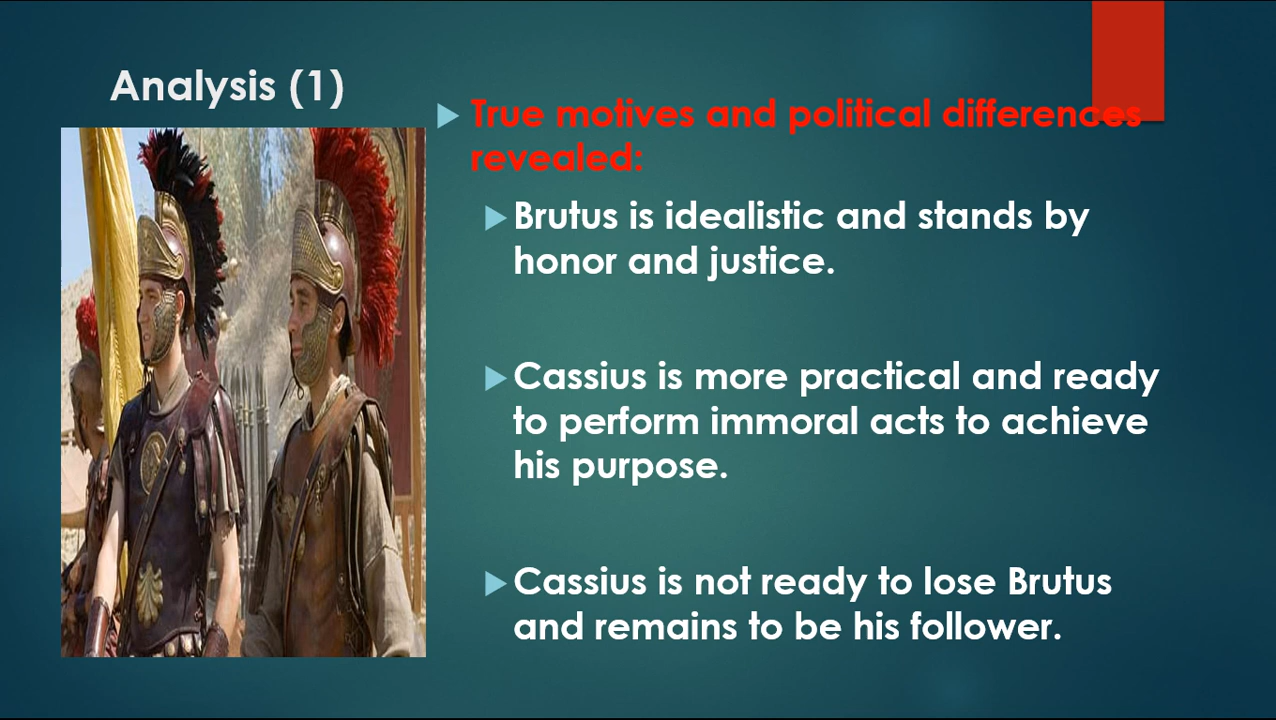 Analysis (1)
True motives and political differences
revealed:
Brutus is idealistic and stands by
honor and justice.
Cassius is more practical and ready
to perform immoral acts to achieve
his purpose.
Cassius is not ready to lose Brutus
and remains to be his follower.